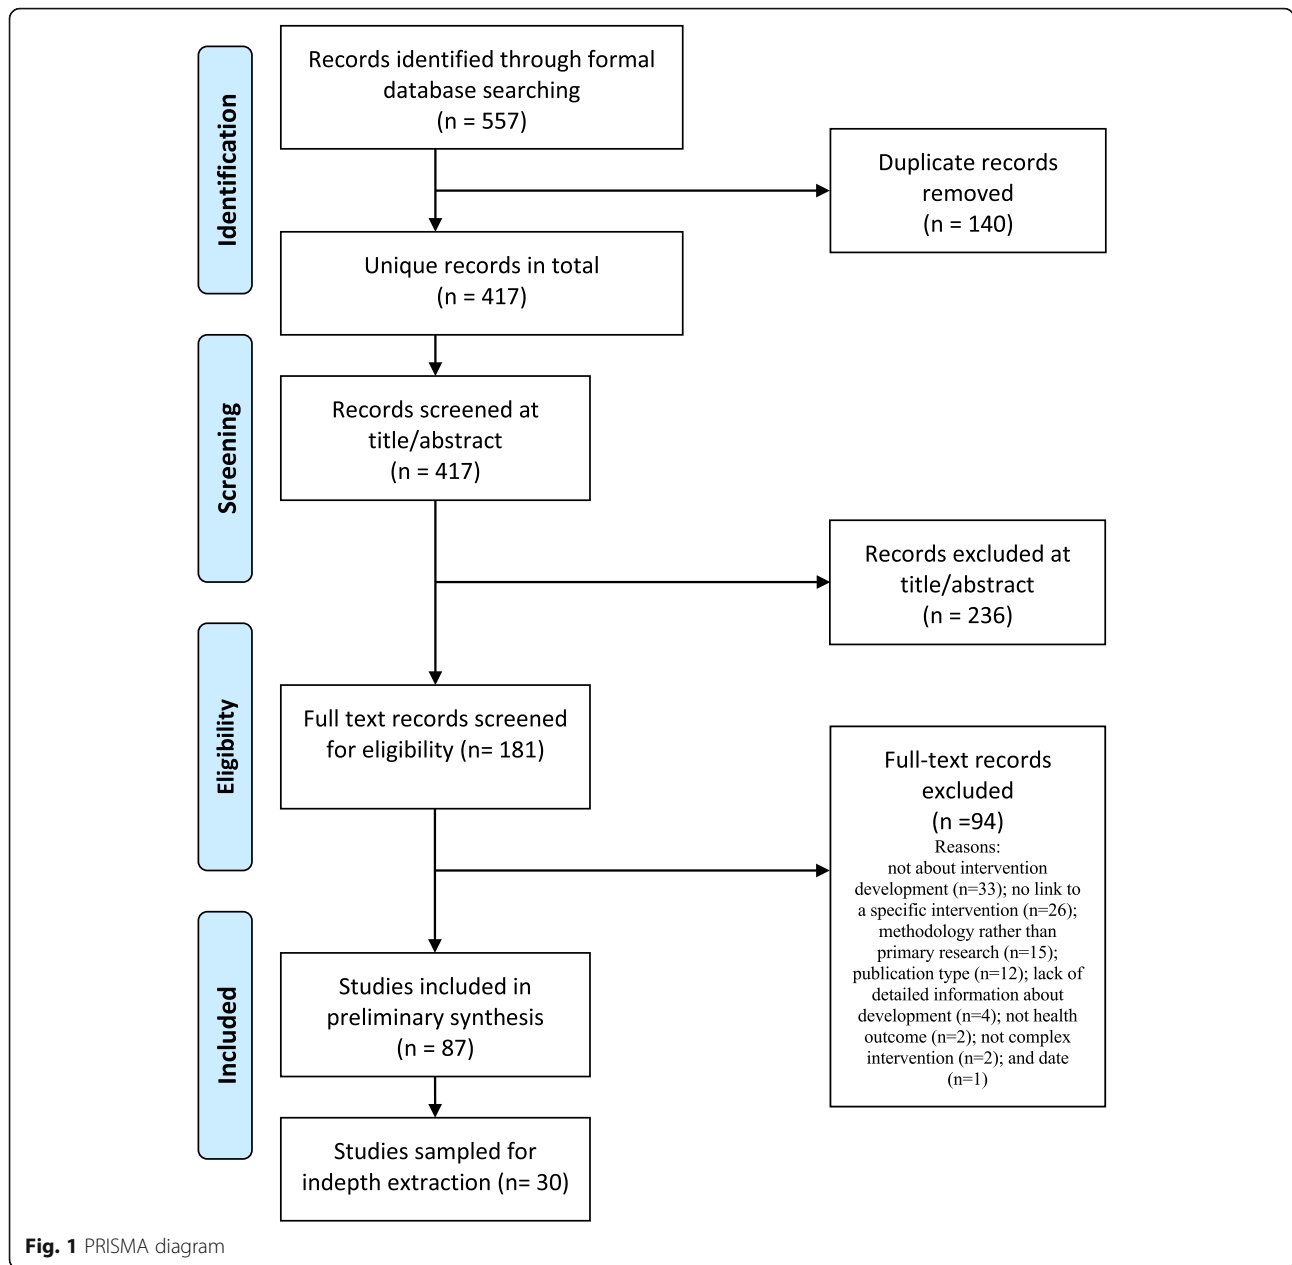 Identification
Records identified through formal
database searching
(n = 557)
Duplicate records
removed
(n = 140)
Unique records in total
(n = 417)
Screening
Records screened at
title/abstract
(n = 417)
Records excluded at
title/abstract
(n = 236)
Eligibility
Full text records screened
for eligibility (n= 181)
Full-text records
excluded
(n =94)
Reasons:
not about intervention
development (n=33); no link to
a specific intervention (n=26);
methodology rather than
primary research (n=15);
publication type (n=12); lack of
detailed information about
development (n=4); not health
outcome (n=2); not complex
intervention (n=2); and date
(n=1)
Included
Studies included in
preliminary synthesis
(n = 87)
Studies sampled for
indepth extraction (n= 30)
Fig. 1 PRISMA diagram